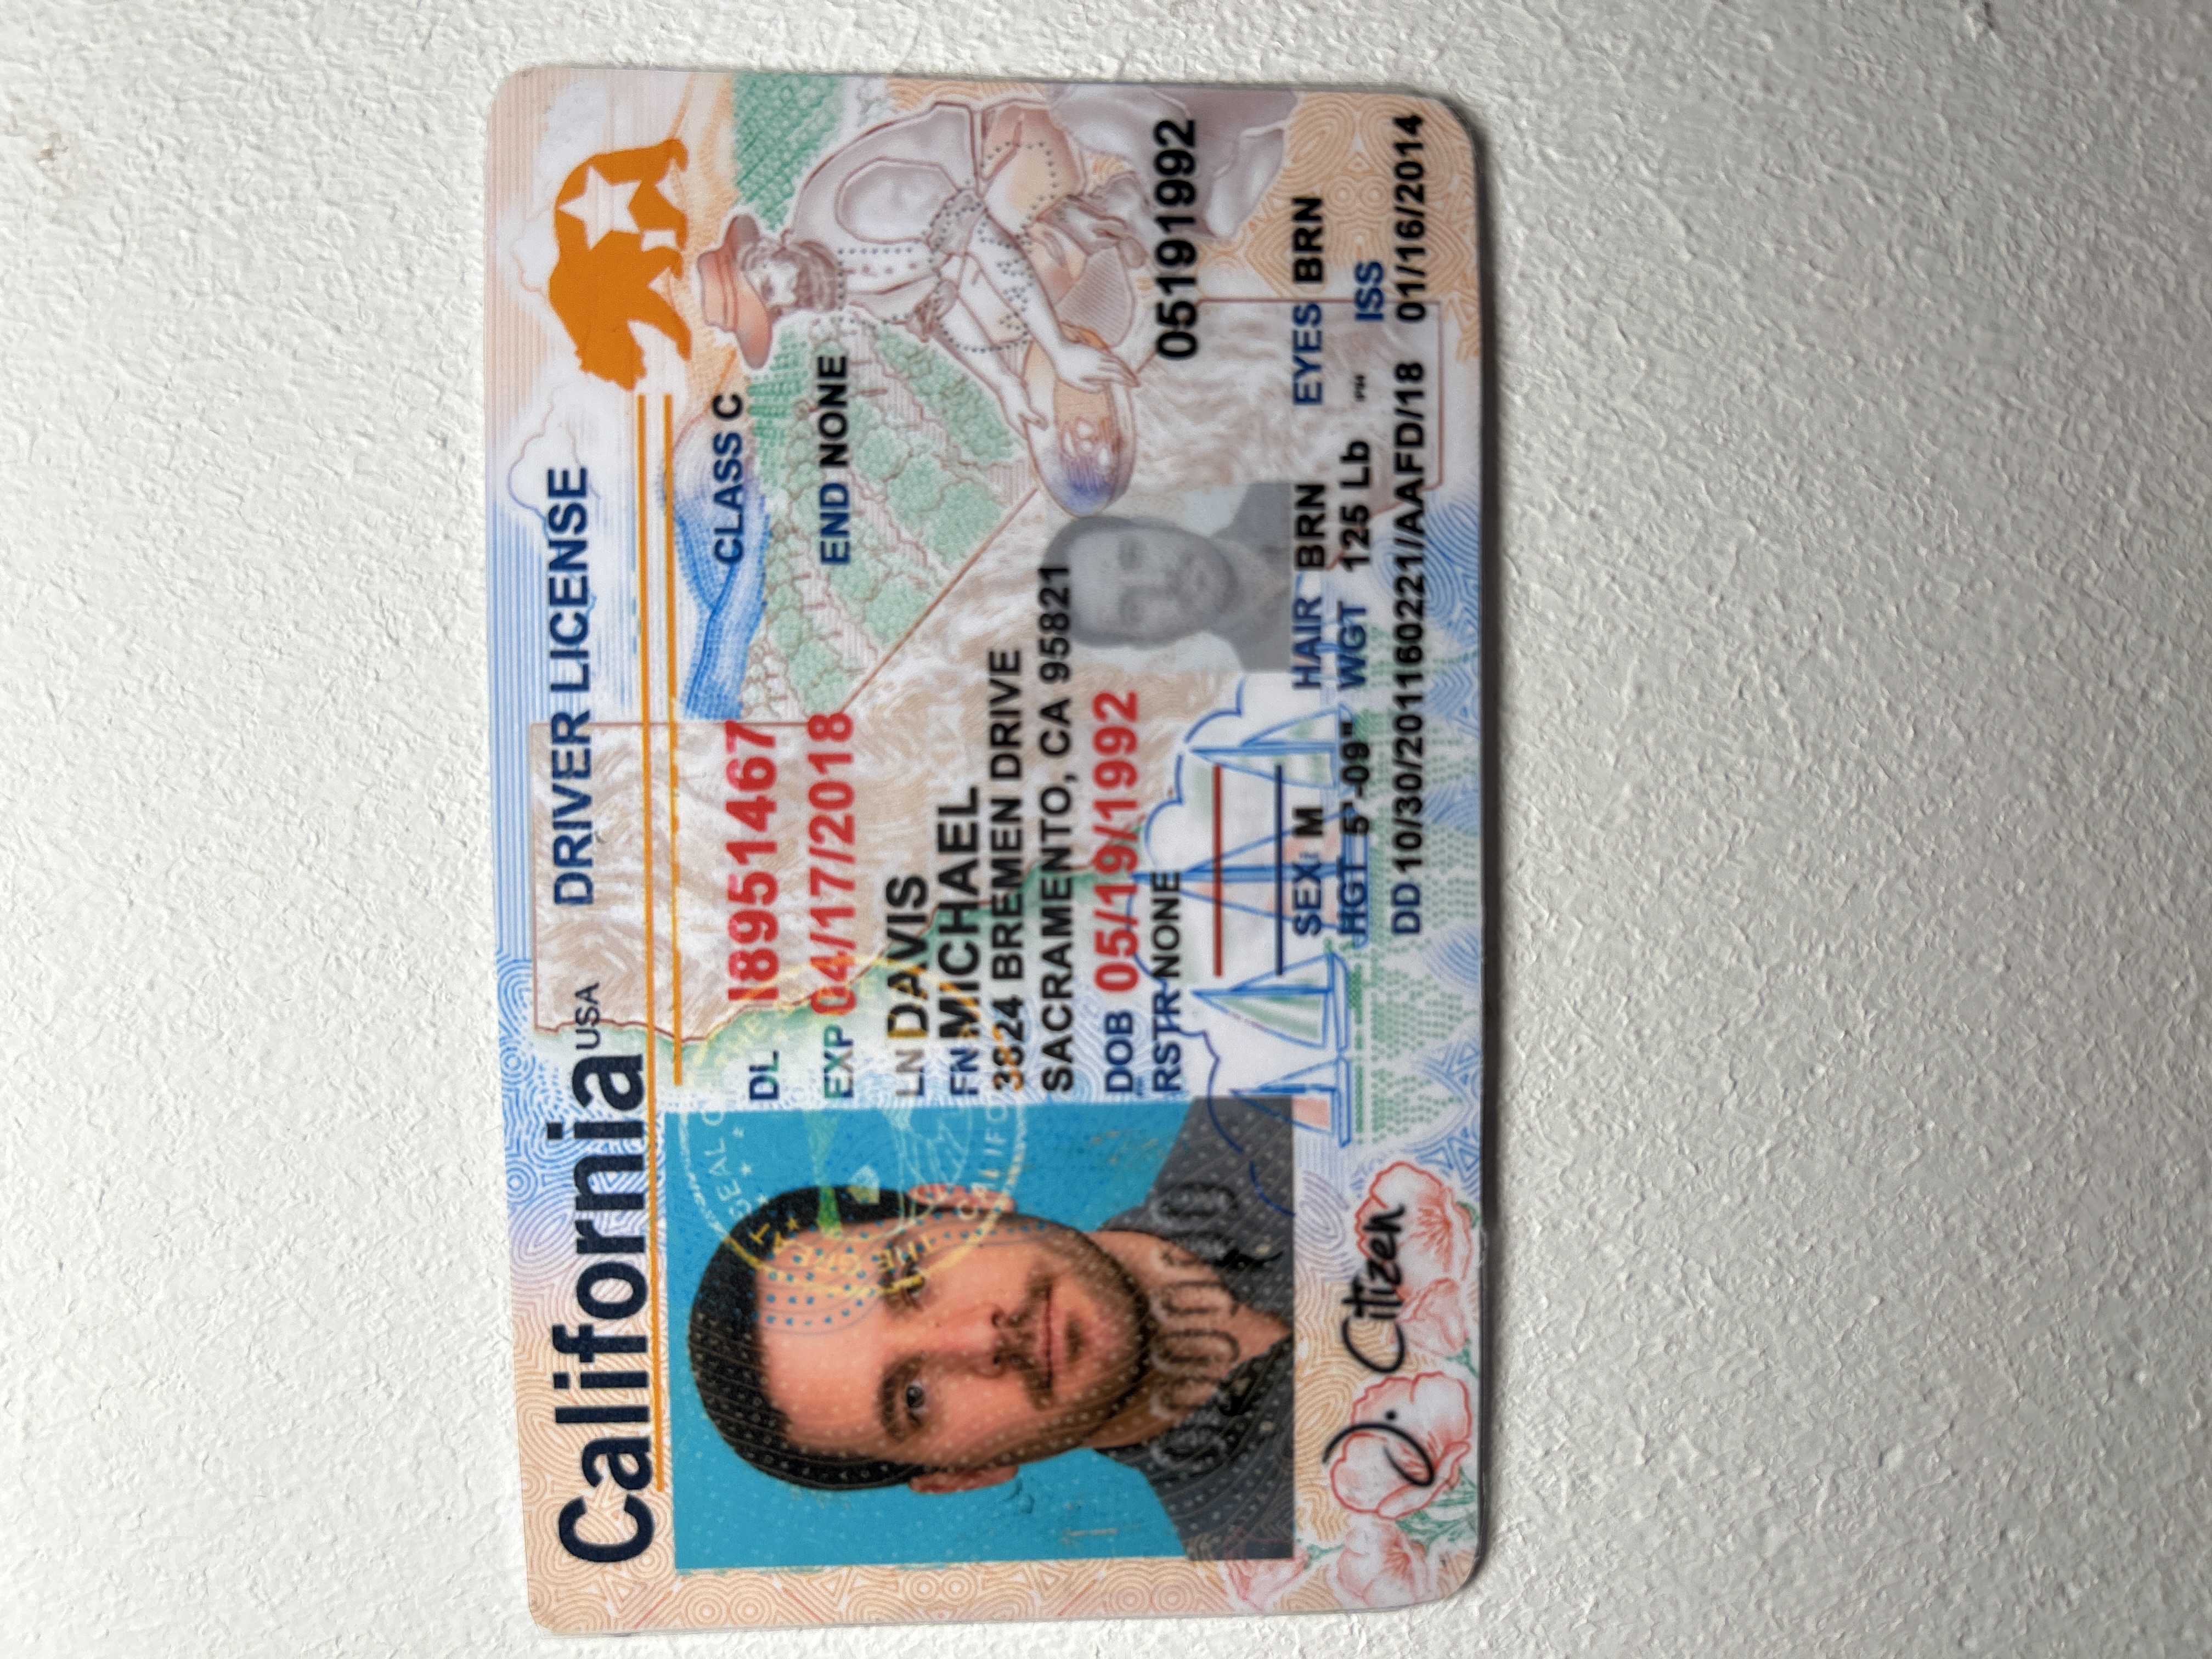 California USA DRIVER LICENSE
DL I8951467 CLASS C
EXP 04/17/2018 END NONE
LN DAVIS
FN MICHAEL
3824 BREMEN DRIVE
SACRAMENTO, CA 95821
DOB 05/19/1992
RSTR NONE
05191992
SEX M HAIR BRN EYES BRN
HGT 5'-09" WGT 125 Lb ISS
DD 10/30/201160221/AAFD/18 01/16/2014
J. Citizen